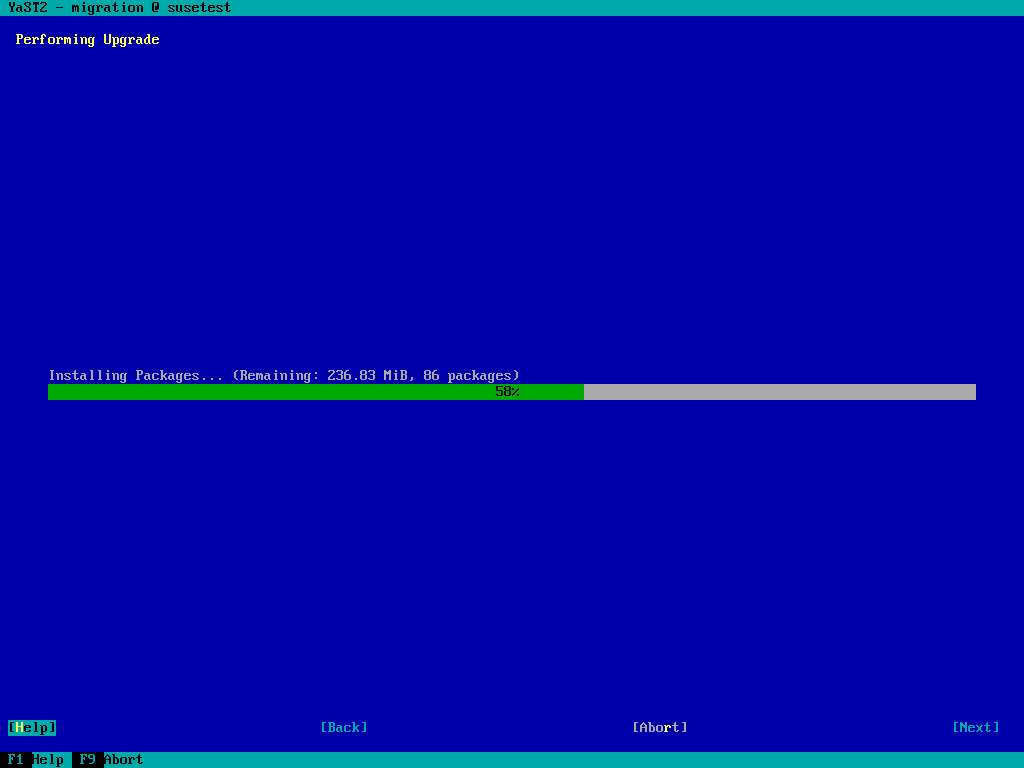 YaST2 - migration @ susetest
Performing Upgrade
Installing Packages... (Remaining: 236.83 MiB, 86 packages)
58%
[Help] [Back] [Abort] [Next]
F1 Help F9 Abort